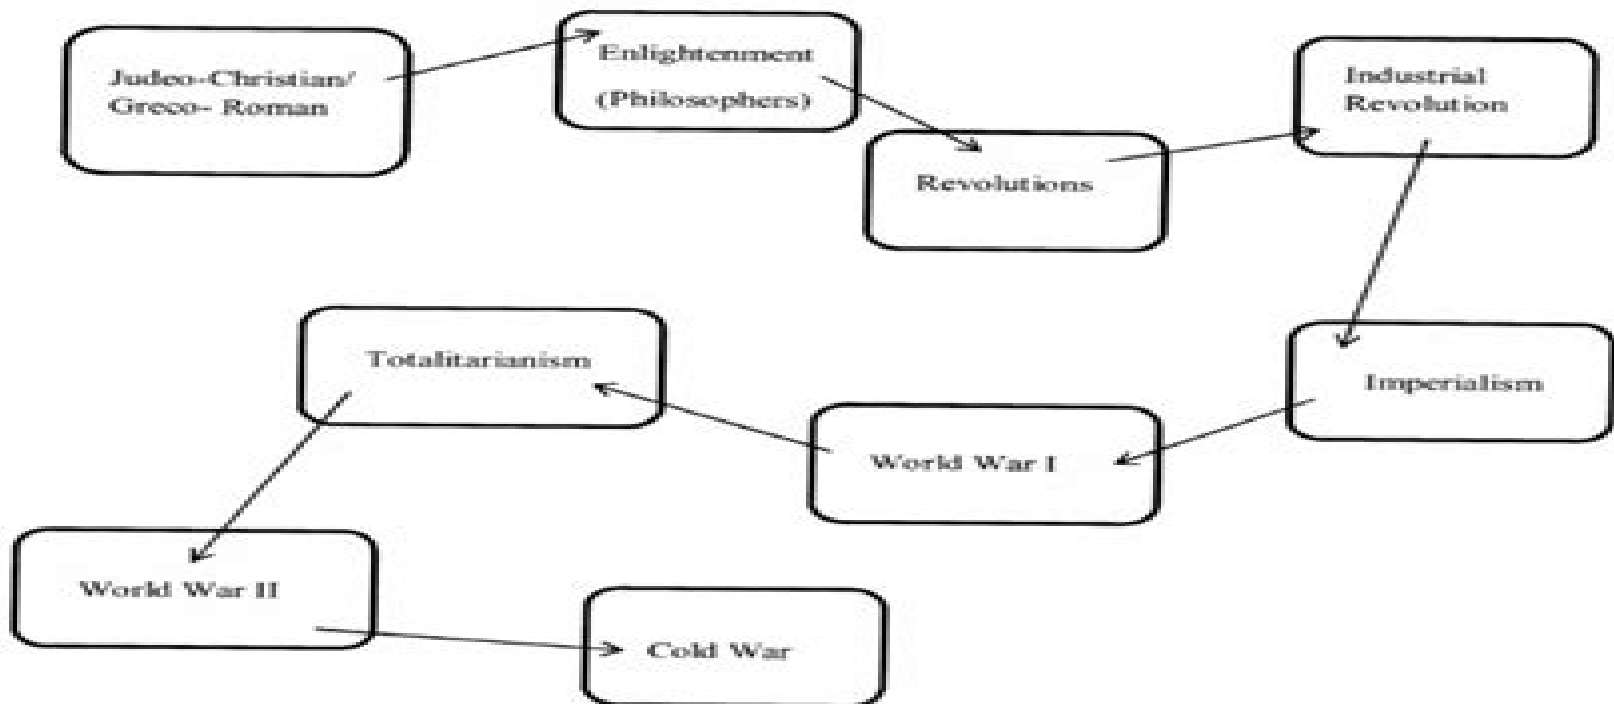 Judeo-Christian/
Greco- Roman
Enlightenment
(Philosophers)
Revolutions
Industrial
Revolution
Imperialism
World War I
Totalitarianism
World War II
Cold War